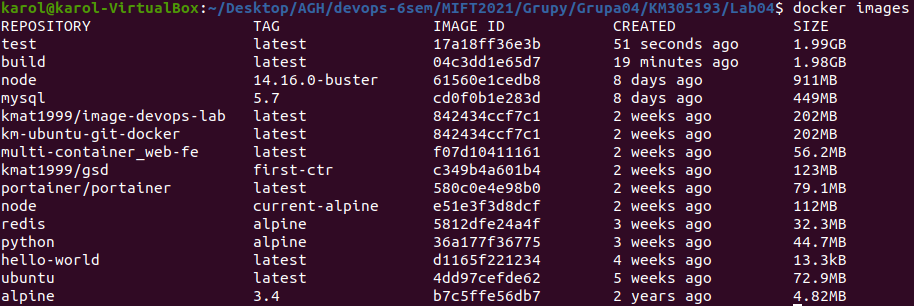 karol@karol-VirtualBox:~/Desktop/AGH/devops-6sem/MIFT2021/Grupy/Grupa04/KM305193/Lab04$ docker images
REPOSITORY TAG IMAGE ID CREATED SIZE
test latest 17a18ff36e3b 51 seconds ago 1.99GB
build latest 04c3dd1e65d7 19 minutes ago 1.98GB
node 14.16.0-buster 61560e1cedb8 8 days ago 911MB
mysql 5.7 cd0f0b1e283d 8 days ago 449MB
kmat1999/image-devops-lab latest 842434ccf7c1 2 weeks ago 202MB
km-ubuntu-git-docker latest 842434ccf7c1 2 weeks ago 202MB
multi-container_web-fe latest f07d10411161 2 weeks ago 56.2MB
kmat1999/gsd first-ctr c349b4a601b4 2 weeks ago 123MB
portainer/portainer latest 580c0e4e98b0 2 weeks ago 79.1MB
node current-alpine e51e3f3d8dcf 2 weeks ago 112MB
redis alpine 5812dfe24a4f 3 weeks ago 32.3MB
python alpine 36a177f36775 3 weeks ago 44.7MB
hello-world latest d1165f221234 4 weeks ago 13.3kB
ubuntu latest 4dd97cefde62 5 weeks ago 72.9MB
alpine 3.4 b7c5ffe56db7 2 years ago 4.82MB